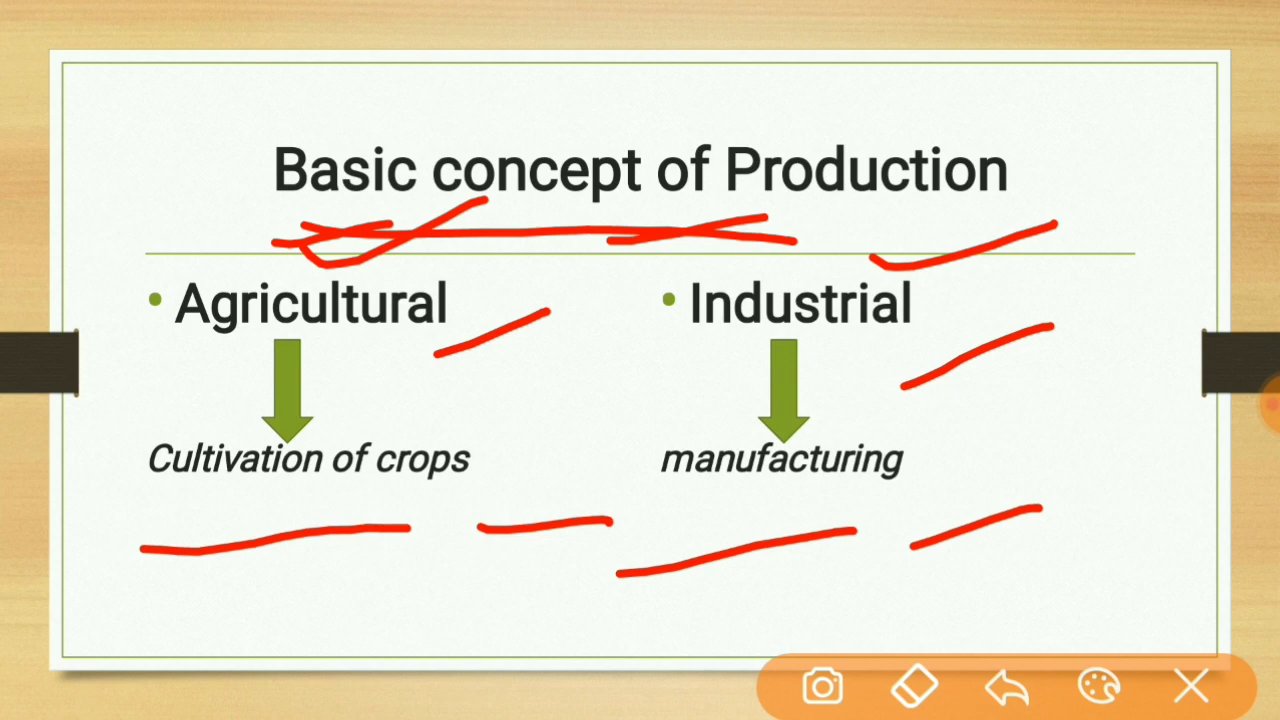 Basic concept of Production
• Agricultural
• Industrial
Cultivation of crops
manufacturing